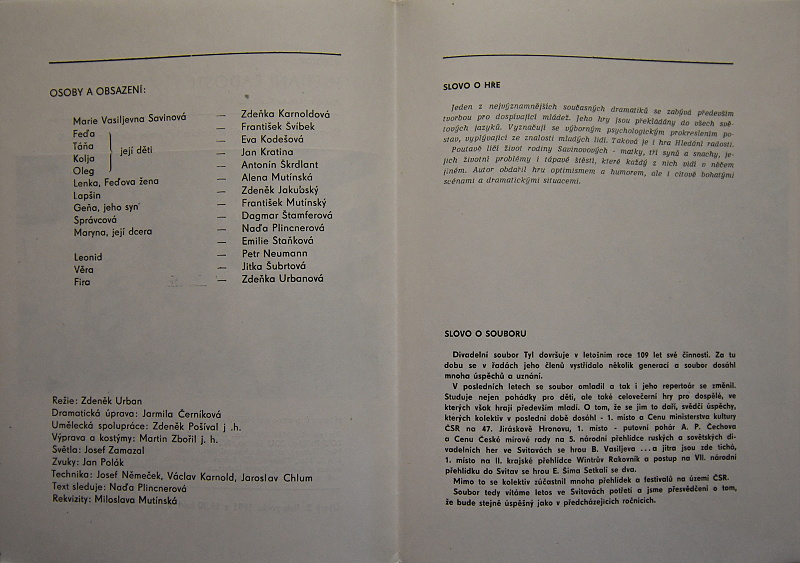 OSOBY A OBSAZENÍ:
Marie Vasiljevna Savinová — Zdeňka Karnoldová
Feďa — František Švibek
Táňa — Eva Kodešová
Kolja — Jan Kratina
Oleg — Antonín Škrdlant
její děti
Lenka, Feďova žena — Alena Mutínská
Lapšin — Zdeněk Jakubský
Geňa, jeho syn — František Mutínský
Správcová — Dagmar Štamferová
Maryna, její dcera — Naďa Plincnerová
— Emilie Staňková
Leonid — Petr Neumann
Věra — Jitka Šubrtová
Fira — Zdeňka Urbanová
Režie: Zdeněk Urban
Dramatická úprava: Jarmila Černíková
Umělecká spolupráce: Zdeněk Pošíval j .h.
Výprava a kostýmy: Martin Zbořil j. h.
Světla: Josef Zamazal
Zvuky: Jan Polák
Technika: Josef Němeček, Václav Karnold, Jaroslav Chlum
Text sleduje: Naďa Plincnerová
Rekvizity: Miloslava Mutínská
SLOVO O HŘE
Jeden z nejvýznamnějších současných dramatiků se zabývá především
tvorbou pro dospívající mládež. Jeho hry jsou překládány do všech svě-
tových jazyků. Vyznačují se výborným psychologickým prokreslením po-
stav, vyplývající ze znalosti mladých lidí. Taková je i hra Hledání radosti.
Poutavě líčí život rodiny Savinovových - matky, tří synů a snachy, je-
jich životní problémy i tápavé štěstí, které každý z nich vidí v něčem
jiném. Autor obdařil hru optimismem a humorem, ale i citově bohatými
scénami a dramatickými situacemi.
SLOVO O SOUBORU
Divadelní soubor Tyl dovršuje v letošním roce 109 let své činnosti. Za tu
dobu se v řadách jeho členů vystřídalo několik generací a soubor dosáhl
mnoha úspěchů a uznání.
V posledních letech se soubor omladil a tak i jeho repertoár se změnil.
Studuje nejen pohádky pro děti, ale také celovečerní hry pro dospělé, ve
kterých však hrají především mladí. O tom, že se jim to daří, svědčí úspěchy,
kterých kolektiv v poslední době dosáhl - 1. místo a Cenu ministerstva kultury
ČSR na 47. Jiráskově Hronovu, 1. místo - putovní pohár A. P. Čechova
a Cenu České mírové rady na 5. národní přehlídce ruských a sovětských di-
vadelních her ve Svitavách se hrou B. Vasiljeva ...a jitra jsou zde tichá,
1. místo na II. krajské přehlídce Wintrův Rakovník a postup na VII. národní
přehlídku do Svitav se hrou E. Šima Setkali se dva.
Mimo to se kolektiv zúčastnil mnoha přehlídek a festivalů na území ČSR.
Soubor tedy vítáme letos ve Svitavách potřetí a jsme přesvědčeni o tom,
že bude stejně úspěšný jako v předcházejících ročnících.